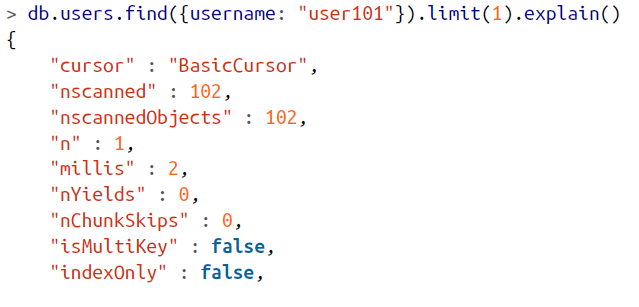 > db.users.find({username: "user101"}).limit(1).explain()
{
    "cursor" : "BasicCursor",
    "nscanned" : 102,
    "nscannedObjects" : 102,
    "n" : 1,
    "millis" : 2,
    "nYields" : 0,
    "nChunkSkips" : 0,
    "isMultiKey" : false,
    "indexOnly" : false,